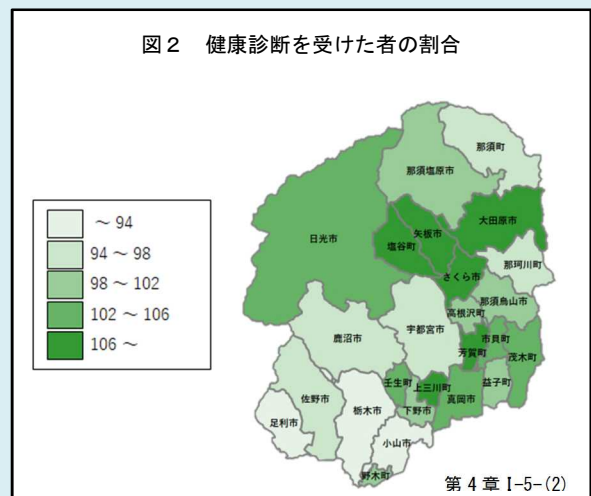 図２　健康診断を受けた者の割合
～ 94
94 ～ 98
98 ～ 102
102 ～ 106
106 ～
那須町
那須塩原市
大田原市
日光市
矢板市
塩谷町
さくら市
那珂川町
那須烏山市
高根沢町
宇都宮市
鹿沼市
市貝町
芳賀町
茂木町
壬生町
上三川町
益子町
真岡市
佐野市
栃木市
下野市
足利市
小山市
野木町
第４章Ⅰ-5-(2)